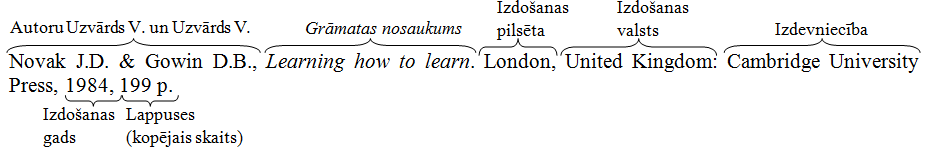 Izdošanas Izdošanas
Autoru Uzvārds V. un Uzvārds V. Grāmatas nosaukums pilsēta valsts Izdevniecība
Novak J.D. & Gowin D.B., Learning how to learn. London, United Kingdom: Cambridge University
Press, 1984, 199 p.
Izdošanas Lappuses
gads (kopējais skaits)